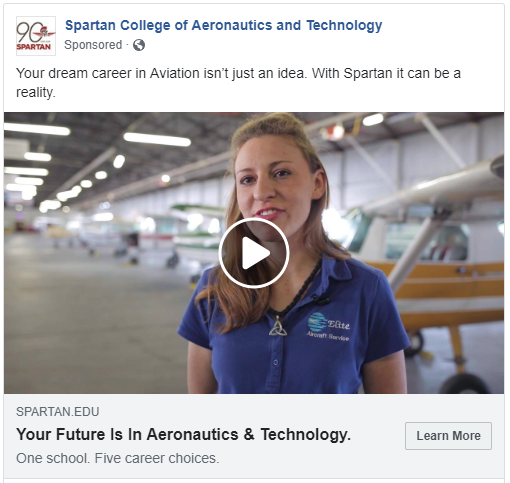 90
SPARTAN
Spartan College of Aeronautics and Technology
Sponsored ·
Your dream career in Aviation isn't just an idea. With Spartan it can be a
reality.
Elite
Aircraft Service
SPARTAN.EDU
Your Future Is In Aeronautics & Technology.
Learn More
One school. Five career choices.